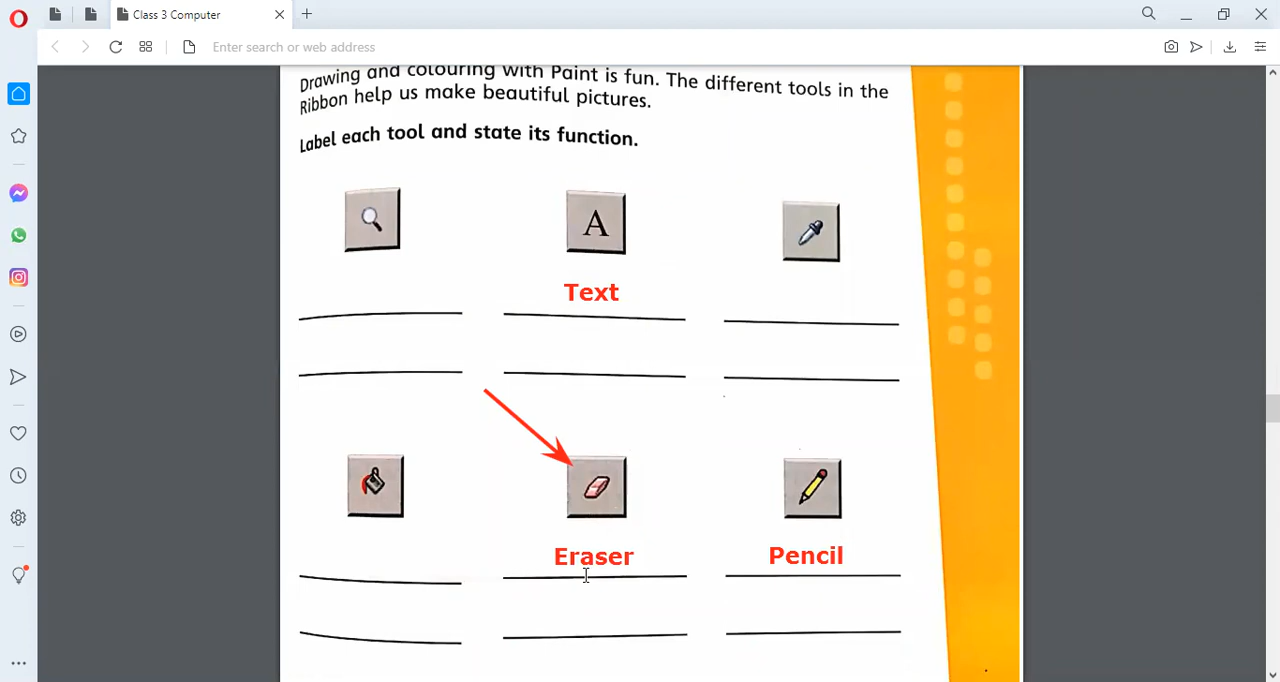 Class 3 Computer
Enter search or web address
Drawing and colouring with Paint is fun. The different tools in the
Ribbon help us make beautiful pictures.
Label each tool and state its function.
A
Text
Eraser
Pencil